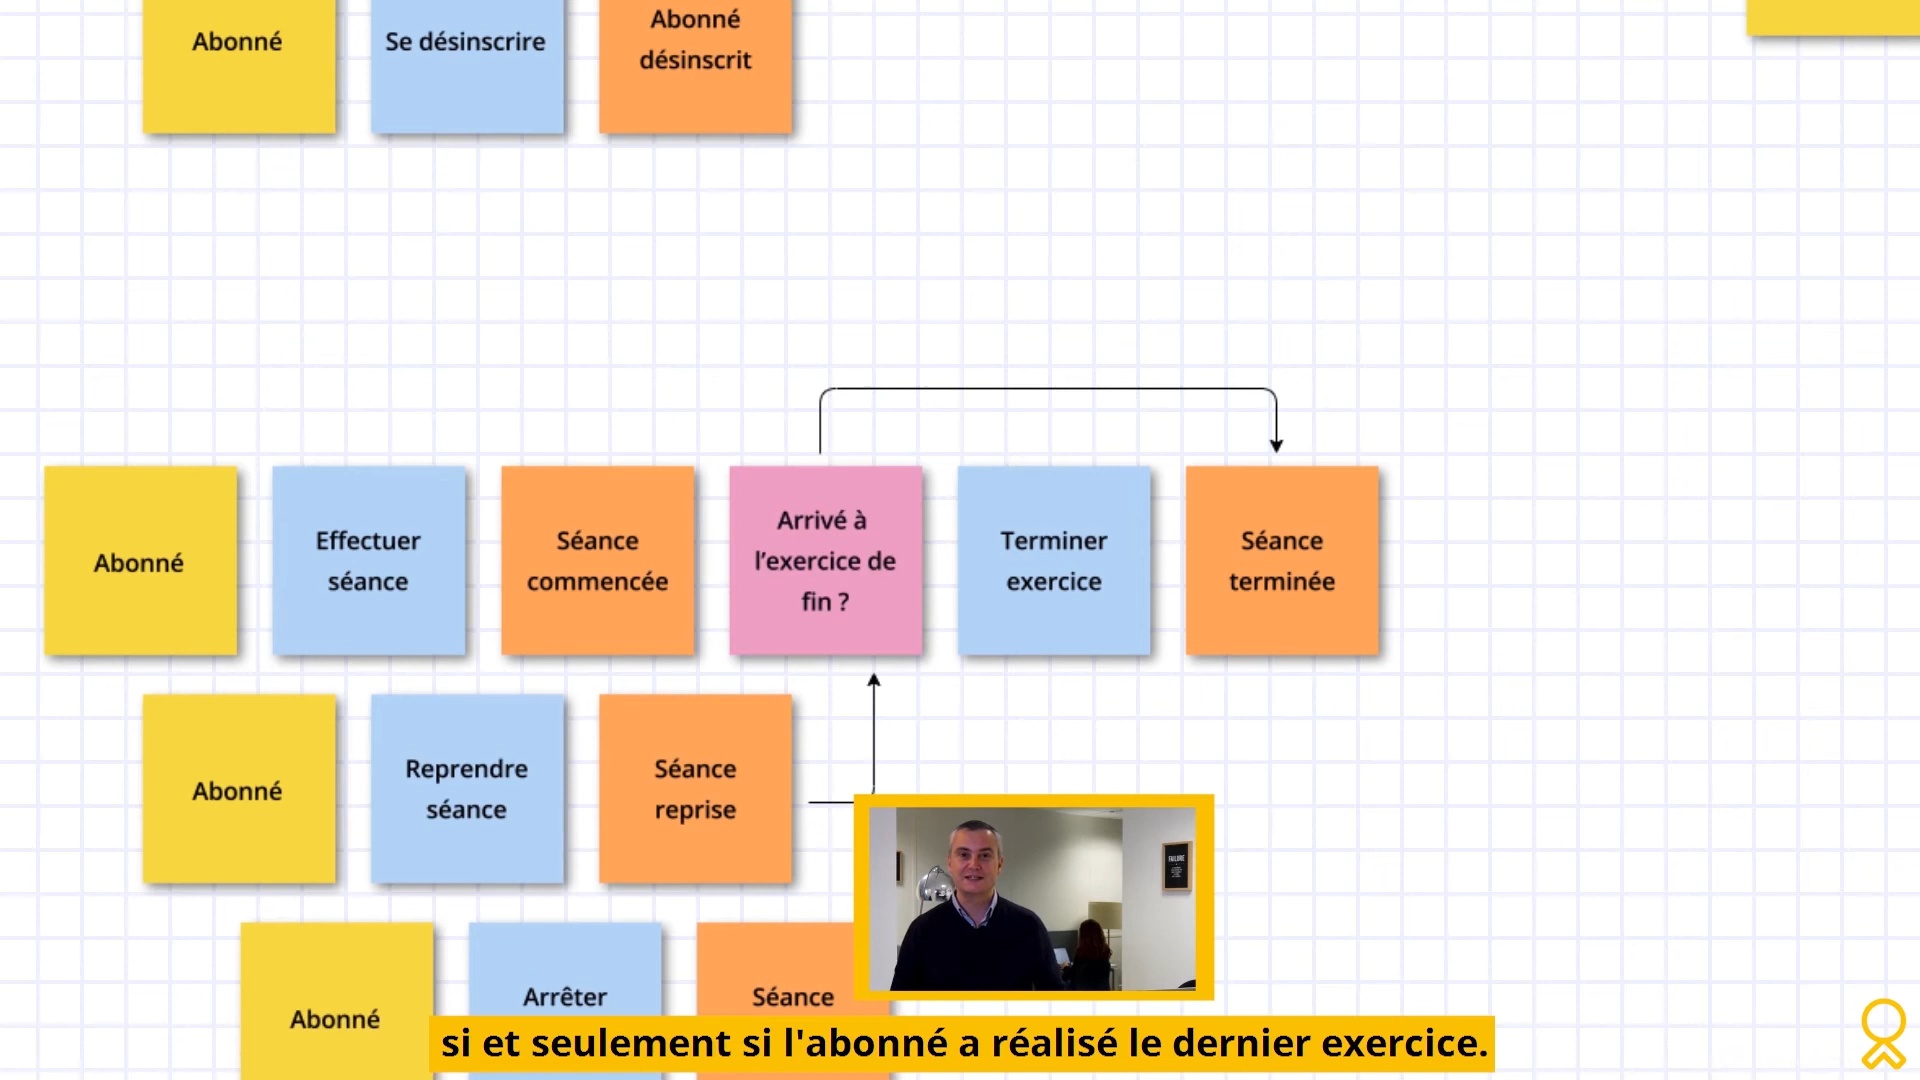 Abonné
Se désinscrire
Abonné
désinscrit
Abonné
Effectuer
séance
Séance
commencée
Arrivé à
l’exercice de
fin ?
Terminer
exercice
Séance
terminée
Abonné
Reprendre
séance
Séance
reprise
FAILURE
Abonné
Arrêter
Séance
si et seulement si l'abonné a réalisé le dernier exercice.